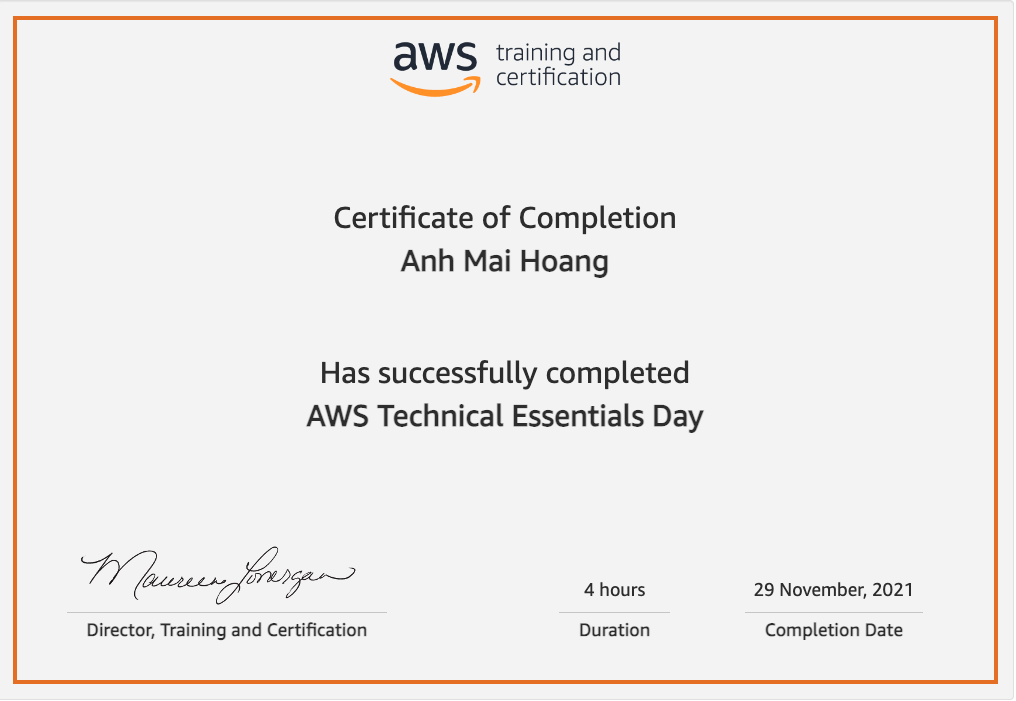 aws training and
certification
Certificate of Completion
Anh Mai Hoang
Has successfully completed
AWS Technical Essentials Day
Maureen Lonergan
4 hours
29 November, 2021
Director, Training and Certification
Duration
Completion Date